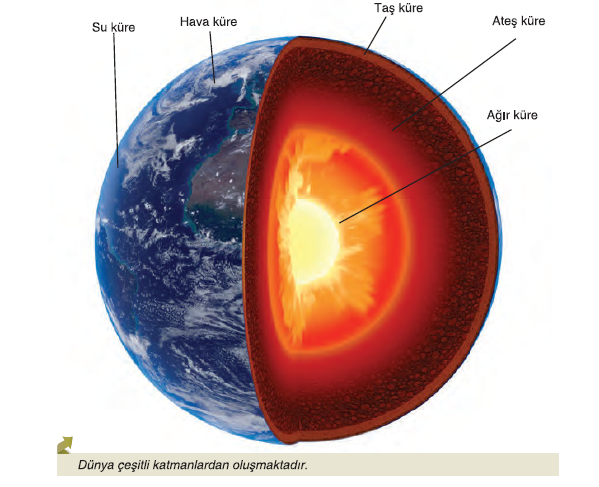 Su küre
Hava küre
Taş küre
Ateş küre
Ağır küre
Dünya çeşitli katmanlardan oluşmaktadır.